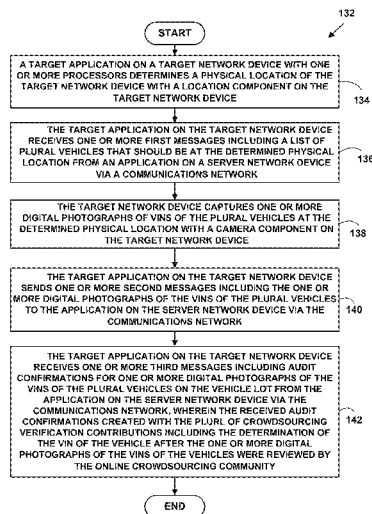 132
START
A TARGET APPLICATION ON A TARGET NETWORK DEVICE WITH ONE
OR MORE PROCESSORS DETERMINES A PHYSICAL LOCATION OF THE
TARGET NETWORK DEVICE WITH A LOCATION COMPONENT ON THE
TARGET NETWORK DEVICE
134
THE TARGET APPLICATION ON THE TARGET NETWORK DEVICE
RECEIVES ONE OR MORE FIRST MESSAGES INCLUDING A LIST OF
PLURAL VEHICLES THAT SHOULD BE AT THE DETERMINED PHYSICAL
LOCATION FROM AN APPLICATION ON A SERVER NETWORK DEVICE
VIA A COMMUNICATIONS NETWORK
136
THE TARGET NETWORK DEVICE CAPTURES ONE OR MORE
DIGITAL PHOTOGRAPHS OF VINS OF THE PLURAL VEHICLES AT THE
DETERMINED PHYSICAL LOCATION WITH A CAMERA COMPONENT ON
THE TARGET NETWORK DEVICE
138
THE TARGET APPLICATION ON THE TARGET NETWORK DEVICE
SENDS ONE OR MORE SECOND MESSAGES INCLUDING THE ONE OR
MORE DIGITAL PHOTOGRAPHS OF THE VINS OF THE PLURAL VEHICLES
TO THE APPLICATION ON THE SERVER NETWORK DEVICE VIA THE
COMMUNICATIONS NETWORK
140
THE TARGET APPLICATION ON THE TARGET NETWORK DEVICE
RECEIVES ONE OR MORE THIRD MESSAGES INCLUDING AUDIT
CONFIRMATIONS FOR ONE OR MORE DIGITAL PHOTOGRAPHS OF THE
VINS OF THE PLURAL VEHICLES ON THE VEHICLE LOT FROM THE
APPLICATION ON THE SERVER NETWORK DEVICE VIA THE
COMMUNICATIONS NETWORK, WHEREIN THE RECEIVED AUDIT
CONFIRMATIONS CREATED WITH THE PLURL OF CROWDSOURCING
VERIFICATION CONTRIBUTIONS INCLUDING THE DETERMINATION OF
THE VIN OF THE VEHICLE AFTER THE ONE OR MORE DIGITAL
PHOTOGRAPHS OF THE VINS OF THE VEHICLES WERE REVIEWED BY
THE ONLINE CROWDSOURCING COMMUNITY
142
END